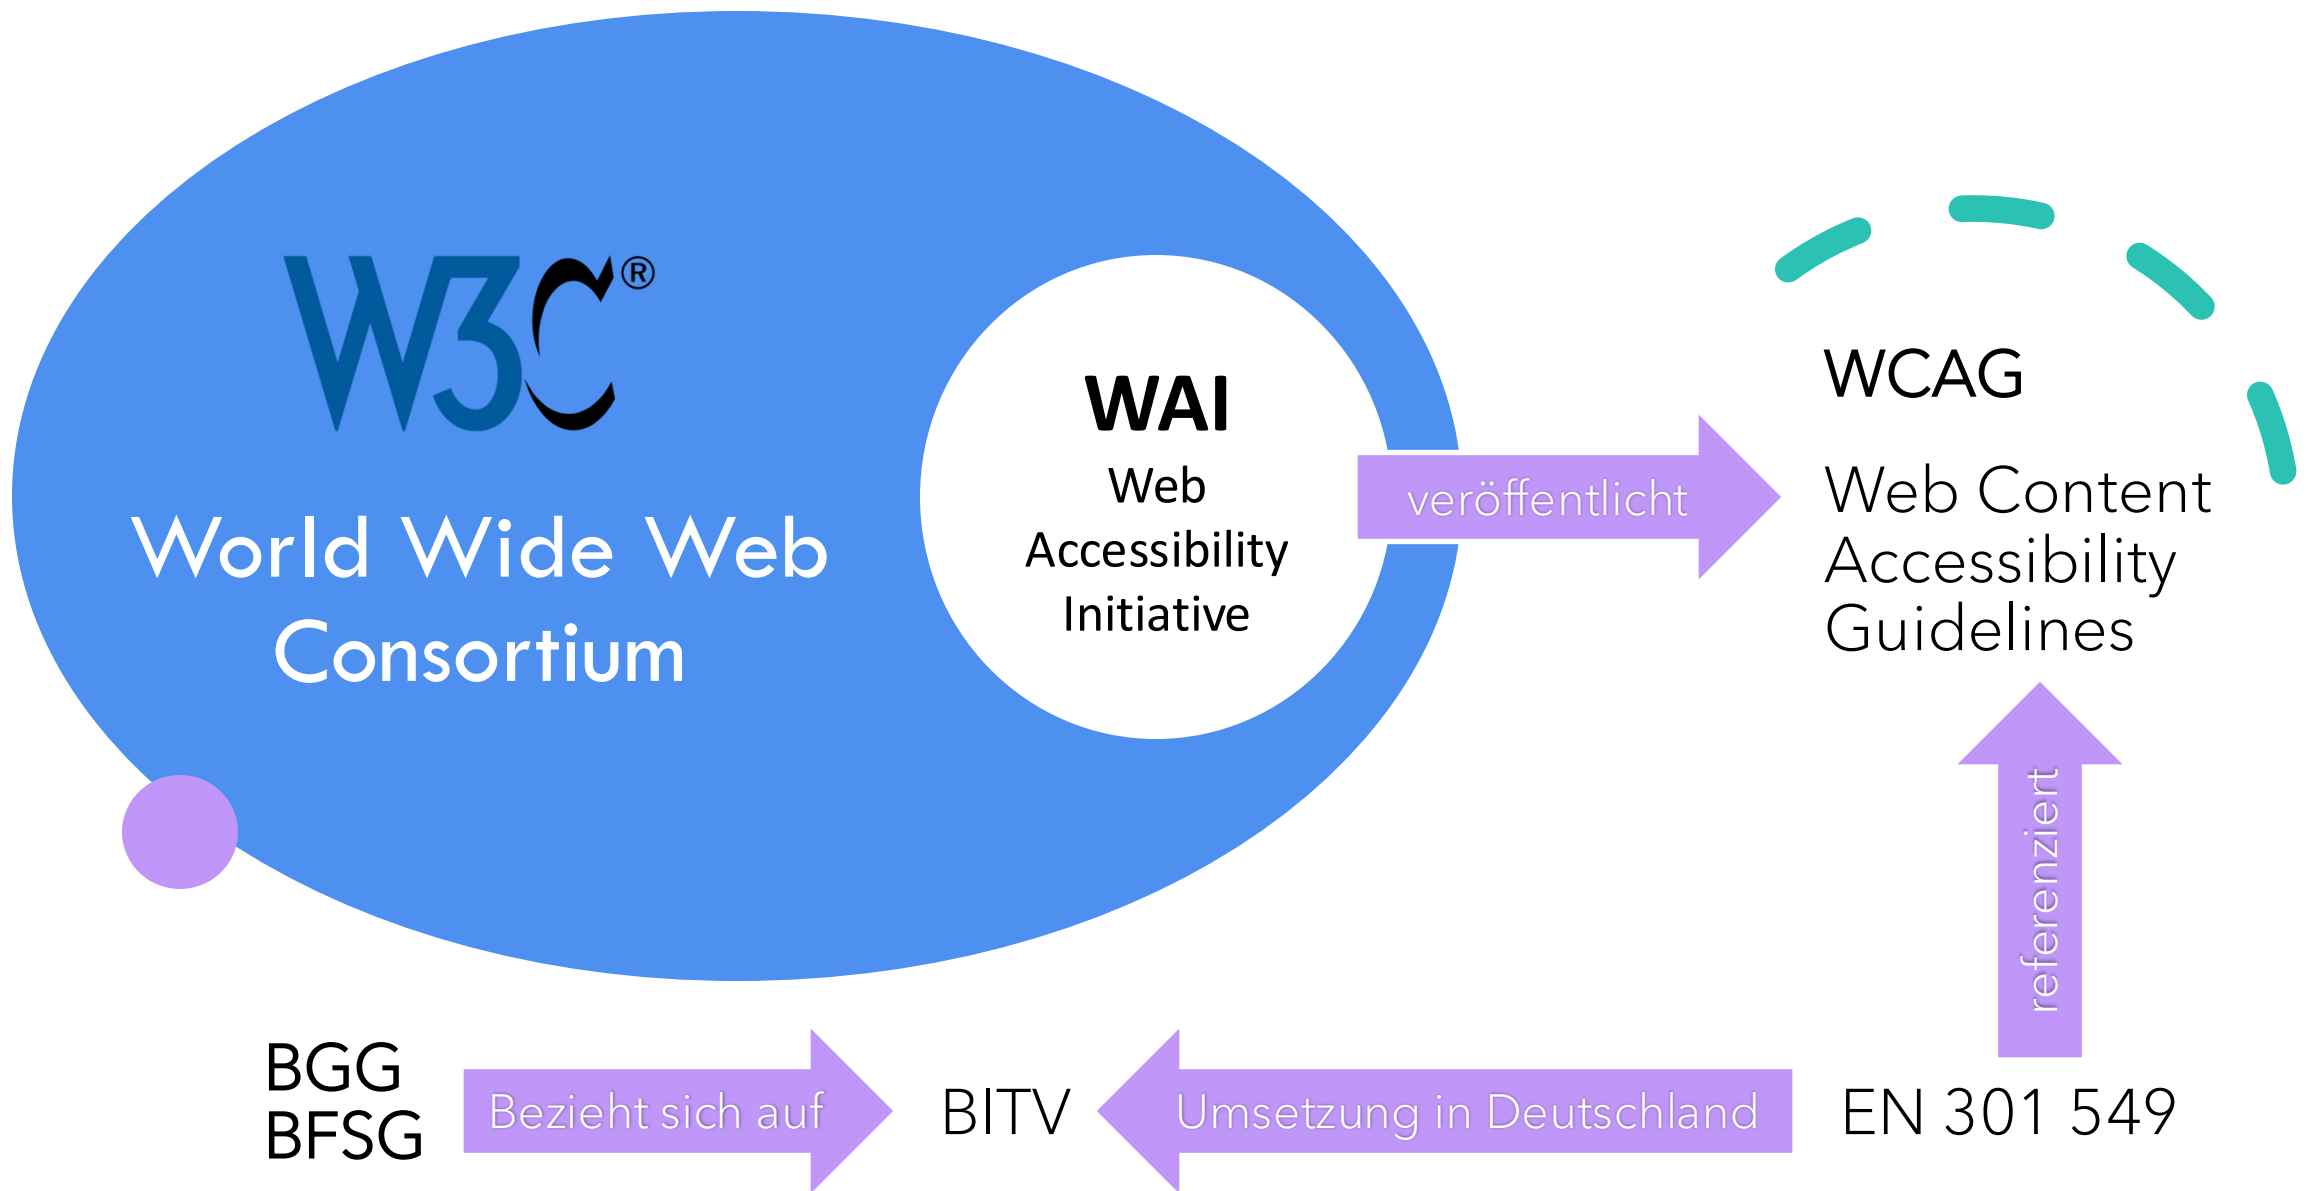 W3C®
World Wide Web
Consortium
WAI
Web
Accessibility
Initiative
veröffentlicht
WCAG
Web Content
Accessibility
Guidelines
referenziert
BGG
BFSG
Bezieht sich auf
BITV
Umsetzung in Deutschland
EN 301 549